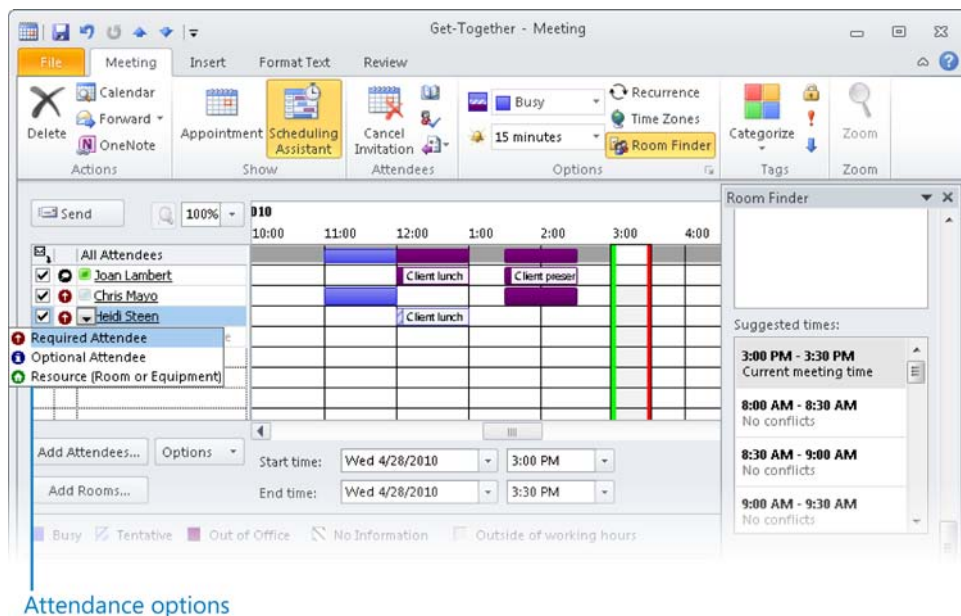 Get-Together - Meeting
File Meeting Insert Format Text Review
Delete
Calendar
Forward
OneNote
Actions
Appointment
Scheduling Assistant
Show
Cancel Invitation
Attendees
Busy
15 minutes
Recurrence
Time Zones
Room Finder
Options
Categorize
Tags
Zoom
Zoom
Send
100%
010
10:00 11:00 12:00 1:00 2:00 3:00 4:00
All Attendees
Joan Lambert
Client lunch
Client preser
Chris Mayo
Heidi Steen
Client lunch
Required Attendee
Optional Attendee
Resource (Room or Equipment)
Add Attendees... Options
Add Rooms...
Start time: Wed 4/28/2010 3:00 PM
End time: Wed 4/28/2010 3:30 PM
Busy Tentative Out of Office No Information Outside of working hours
Room Finder
Suggested times:
3:00 PM - 3:30 PM
Current meeting time
8:00 AM - 8:30 AM
No conflicts
8:30 AM - 9:00 AM
No conflicts
9:00 AM - 9:30 AM
No conflicts
Attendance options